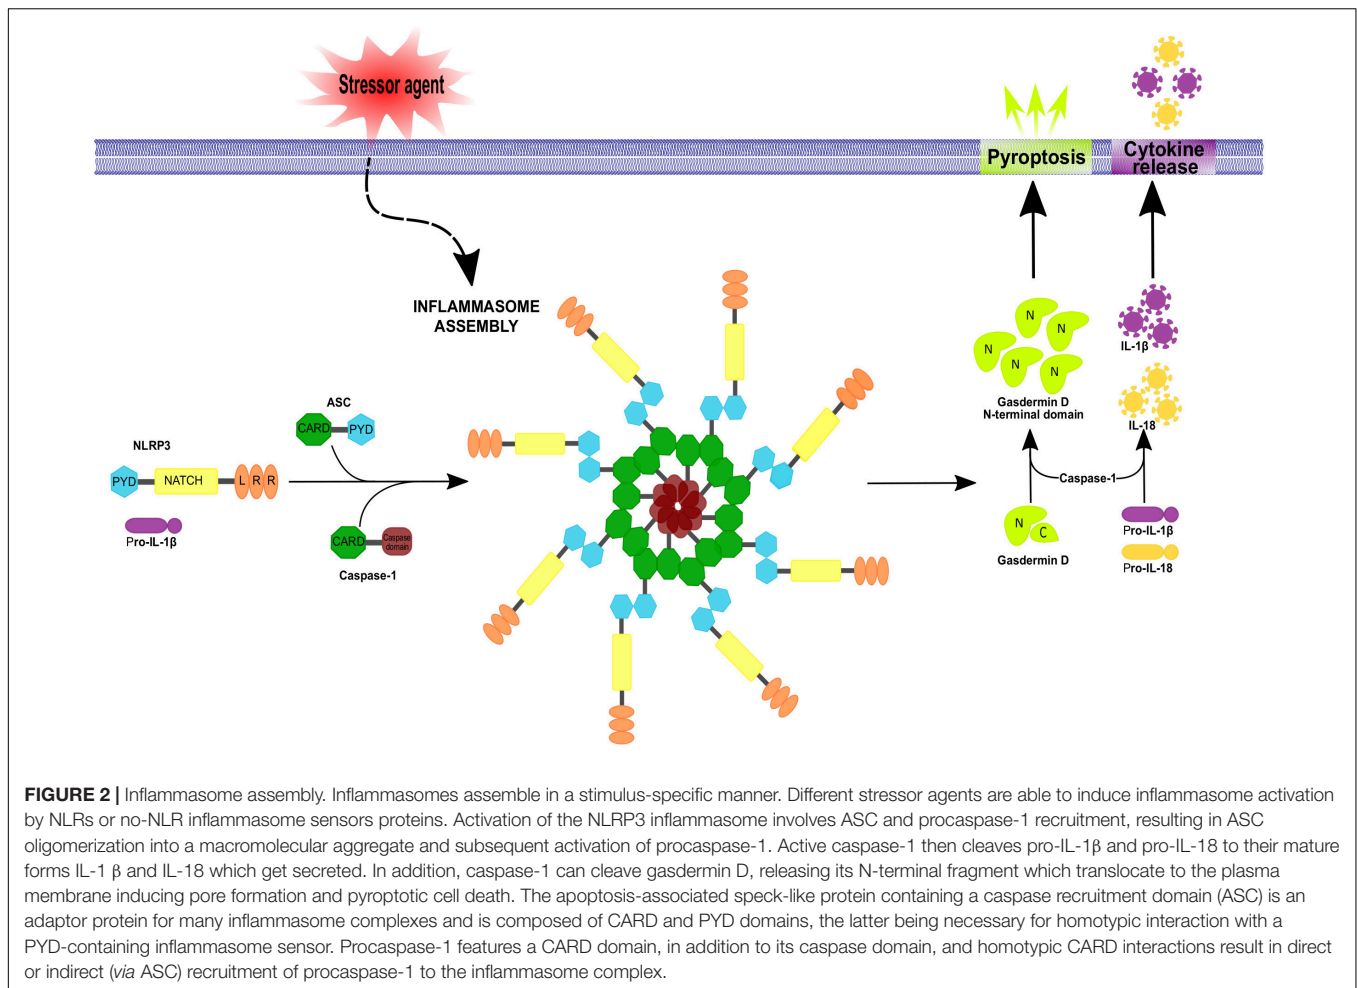 Stressor agent
Pyroptosis
Cytokine
release
INFLAMMASOME
ASSEMBLY
ASC
CARD
PYD
NLRP3
PYD
NATCH
L R R
Pro-IL-1β
CARD
Caspase
domain
Caspase-1
N
N
N
N
N
Gasdermin D
N-terminal domain
IL-1β
IL-18
Caspase-1
N
C
Gasdermin D
Pro-IL-1β
Pro-IL-18
FIGURE 2 | Inflammasome assembly. Inflammasomes assemble in a stimulus-specific manner. Different stressor agents are able to induce inflammasome activation
by NLRs or no-NLR inflammasome sensors proteins. Activation of the NLRP3 inflammasome involves ASC and procaspase-1 recruitment, resulting in ASC
oligomerization into a macromolecular aggregate and subsequent activation of procaspase-1. Active caspase-1 then cleaves pro-IL-1β and pro-IL-18 to their mature
forms IL-1 β and IL-18 which get secreted. In addition, caspase-1 can cleave gasdermin D, releasing its N-terminal fragment which translocate to the plasma
membrane inducing pore formation and pyroptotic cell death. The apoptosis-associated speck-like protein containing a caspase recruitment domain (ASC) is an
adaptor protein for many inflammasome complexes and is composed of CARD and PYD domains, the latter being necessary for homotypic interaction with a
PYD-containing inflammasome sensor. Procaspase-1 features a CARD domain, in addition to its caspase domain, and homotypic CARD interactions result in direct
or indirect (via ASC) recruitment of procaspase-1 to the inflammasome complex.